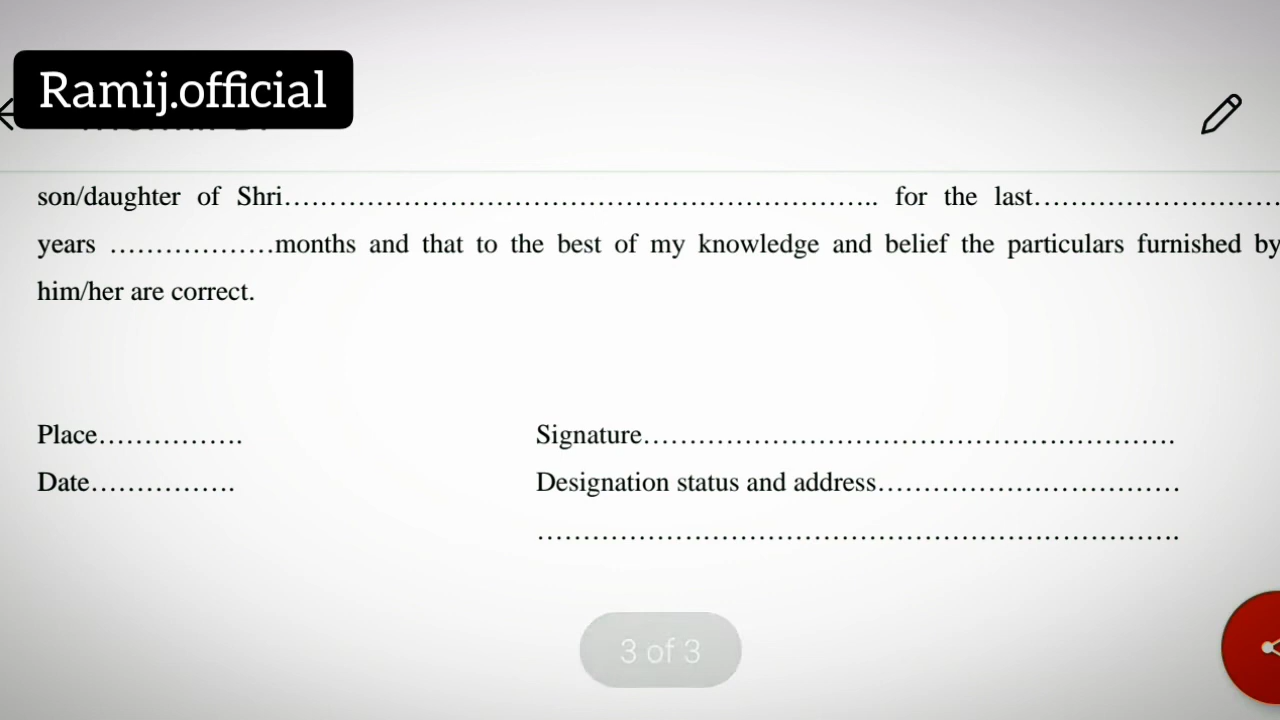 Ramij.official
son/daughter of Shri……………………………………………………….. for the last………………………
years ………………months and that to the best of my knowledge and belief the particulars furnished by
him/her are correct.
Place…………….
Signature………………………………………………….
Date…………….
Designation status and address……………………………
…………………………………………………………….
3 of 3